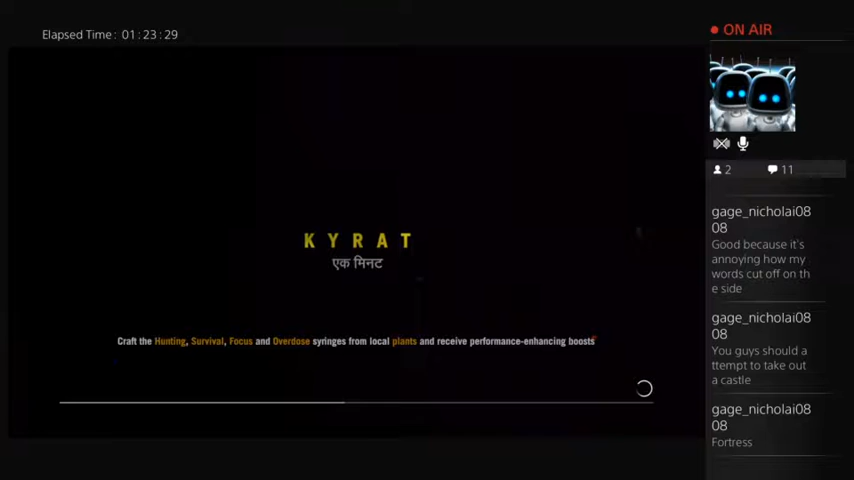 Elapsed Time : 01:23:29
ON AIR
2
11
KYRAT
एक मिनट
Craft the Hunting, Survival, Focus and Overdose syringes from local plants and receive performance-enhancing boosts
gage_nicholai08
08
Good because it's
annoying how my
words cut off on th
e side
gage_nicholai08
08
You guys should a
ttempt to take out
a castle
gage_nicholai08
08
Fortress